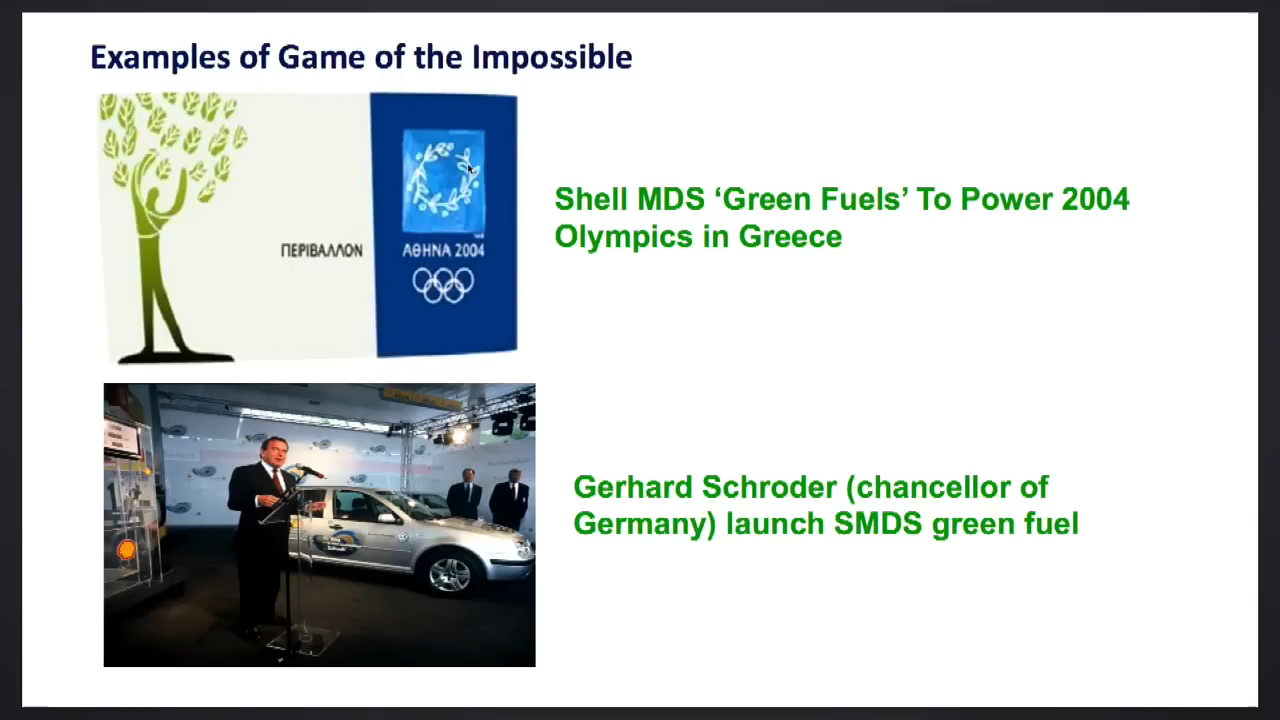 Examples of Game of the Impossible
ΠΕΡΙΒΑΛΛΟΝ
ΑΘΗΝΑ 2004
Shell MDS ‘Green Fuels’ To Power 2004
Olympics in Greece
Gerhard Schroder (chancellor of
Germany) launch SMDS green fuel